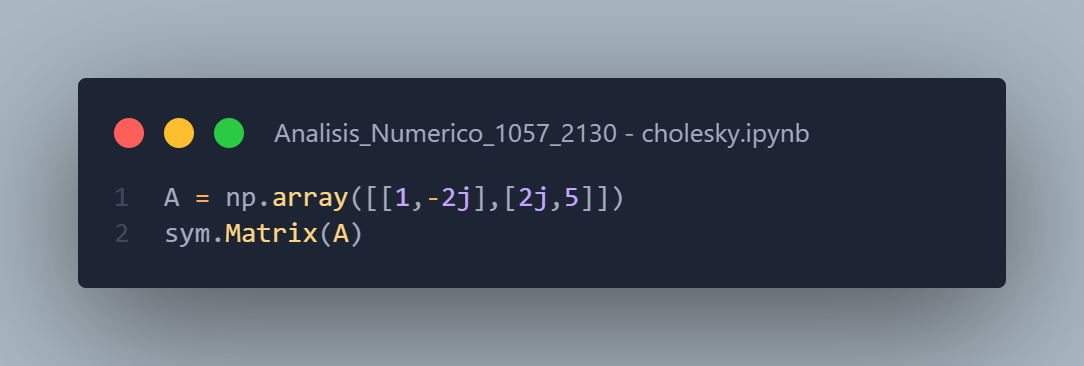 Analisis_Numerico_1057_2130 - cholesky.ipynb
1 A = np.array([[1,-2j],[2j,5]])
2 sym.Matrix(A)